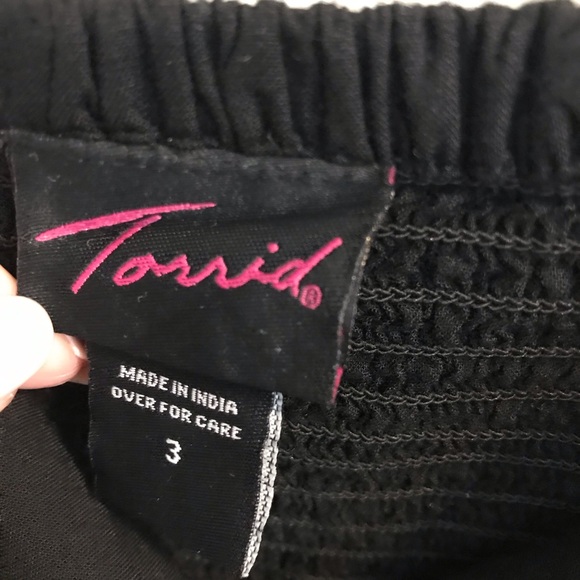 Torrid®
MADE IN INDIA
OVER FOR CARE
3